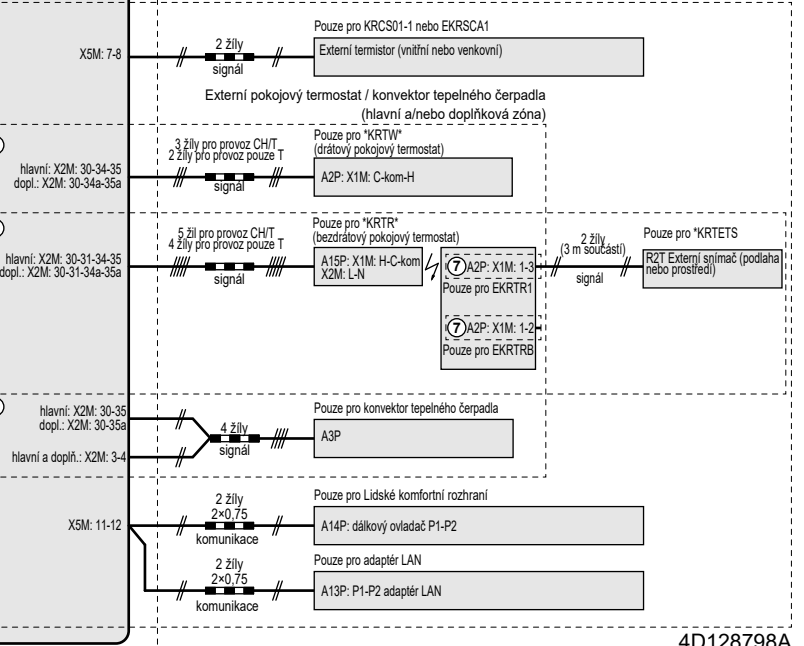 Pouze pro KRCS01-1 nebo EKRSCA1
X5M: 7-8
2 žíly
signál
Externí termistor (vnitřní nebo venkovní)
Externí pokojový termostat / konvektor tepelného čerpadla
(hlavní a/nebo doplňková zóna)
hlavní: X2M: 30-34-35
dopl.: X2M: 30-34a-35a
3 žíly pro provoz CH/T
2 žíly pro provoz pouze T
signál
Pouze pro *KRTW*
(drátový pokojový termostat)
A2P: X1M: C-kom-H
hlavní: X2M: 30-31-34-35
dopl.: X2M: 30-31-34a-35a
5 žil pro provoz CH/T
4 žíly pro provoz pouze T
signál
Pouze pro *KRTR*
(bezdrátový pokojový termostat)
A15P: X1M: H-C-kom
X2M: L-N
7 A2P: X1M: 1-3
Pouze pro EKRTR1
7 A2P: X1M: 1-2
Pouze pro EKRTRB
2 žíly
(3 m součástí)
signál
Pouze pro *KRTETS
R2T Externí snímač (podlaha
nebo prostředí)
hlavní: X2M: 30-35
dopl.: X2M: 30-35a
hlavní a doplň.: X2M: 3-4
4 žíly
signál
Pouze pro konvektor tepelného čerpadla
A3P
X5M: 11-12
2 žíly
2×0,75
komunikace
Pouze pro Lidské komfortní rozhraní
A14P: dálkový ovladač P1-P2
2 žíly
2×0,75
komunikace
Pouze pro adaptér LAN
A13P: P1-P2 adaptér LAN
4D128798A